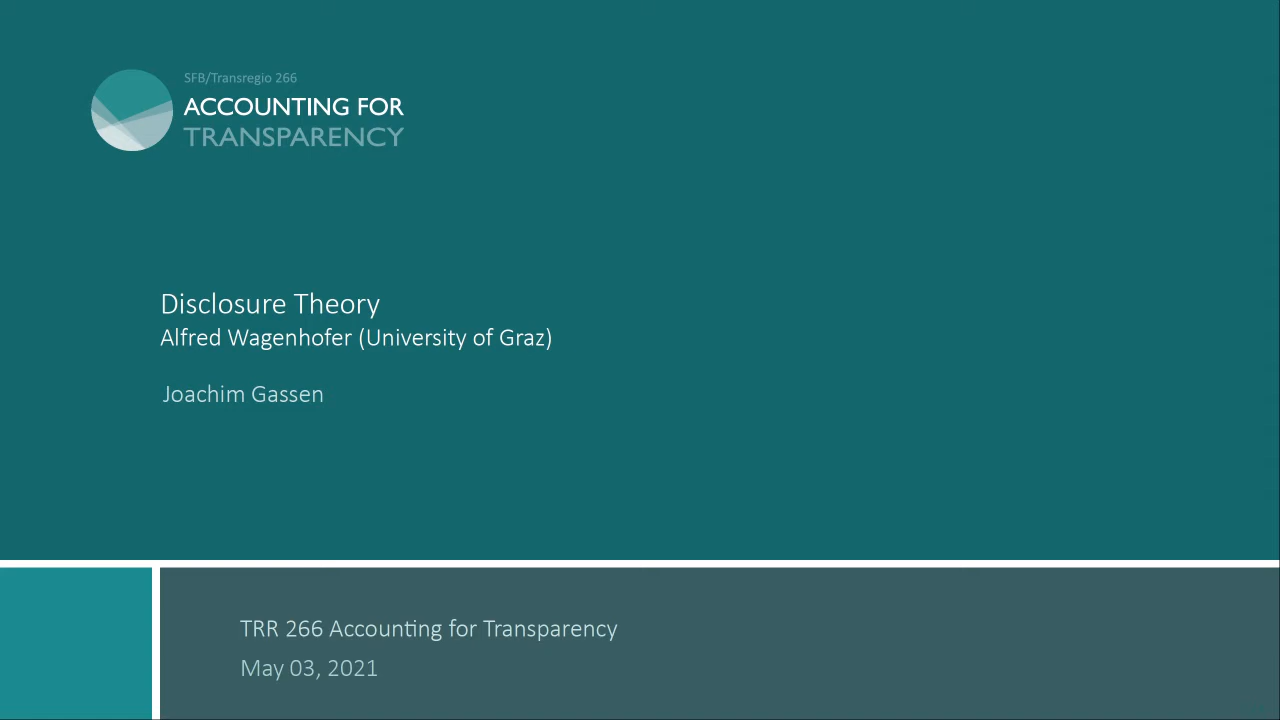 SFB/Transregio 266
ACCOUNTING FOR
TRANSPARENCY
Disclosure Theory
Alfred Wagenhofer (University of Graz)
Joachim Gassen
TRR 266 Accounting for Transparency
May 03, 2021